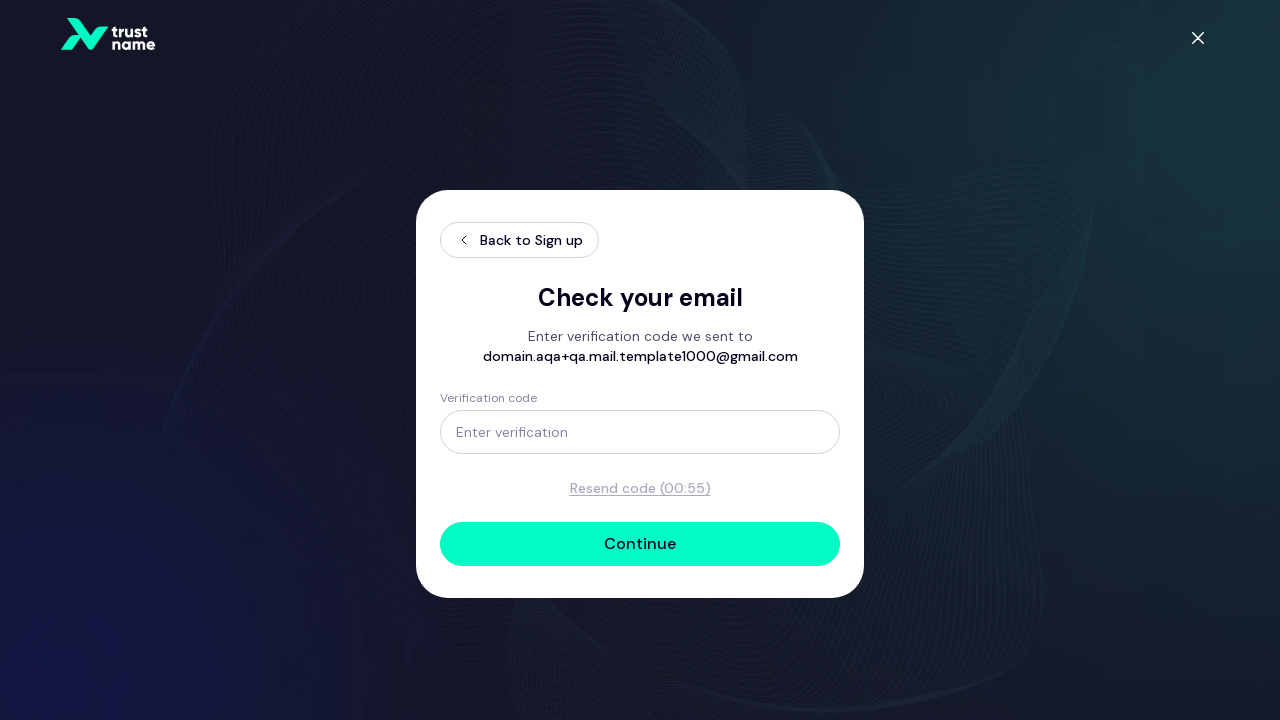 trust
name
Back to Sign up
Check your email
Enter verification code we sent to
domain.aqa+qa.mail.template1000@gmail.com
Verification code
Enter verification
Resend code (00:55)
Continue